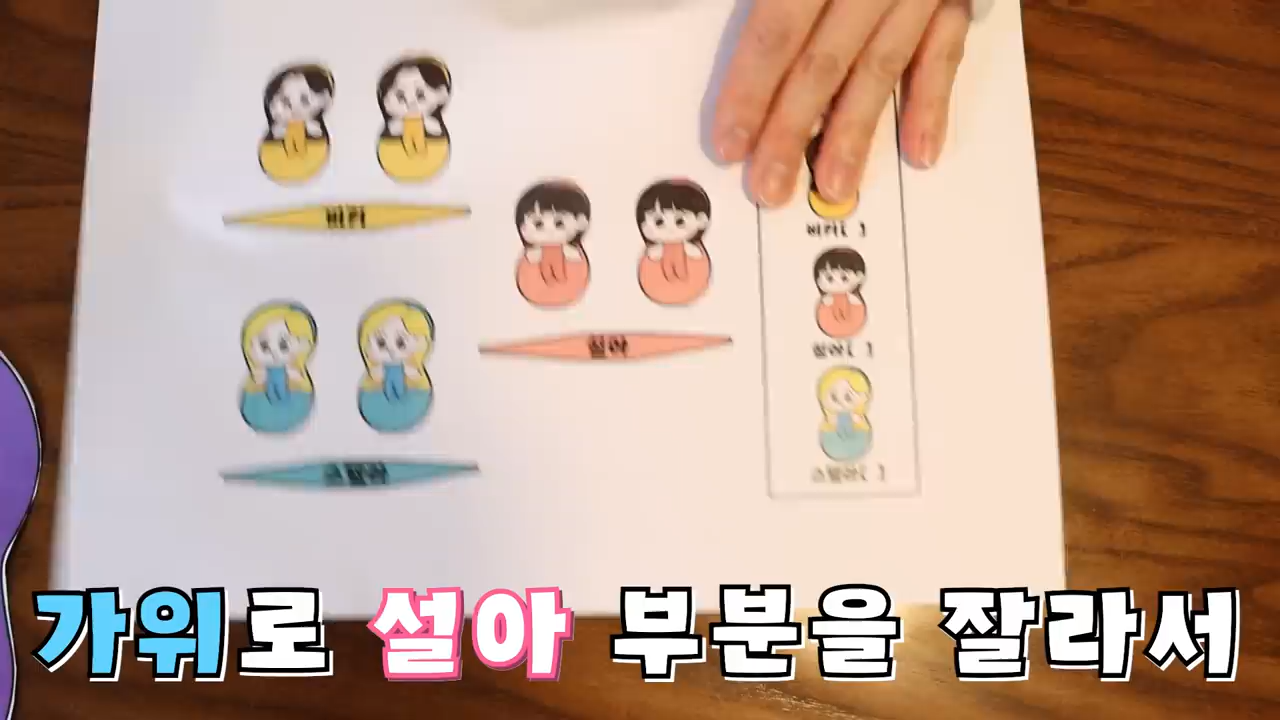 비키
설아
스텔라
비키( )
설아( )
스텔라( )
가위로 설아 부분을 잘라서